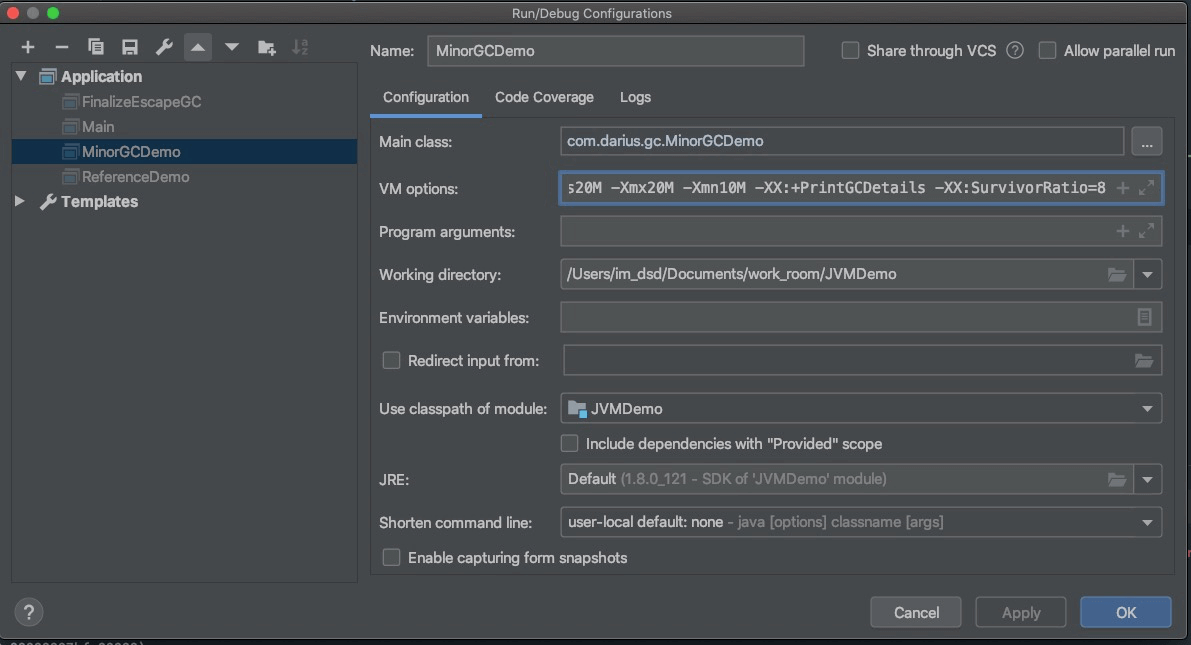 Run/Debug Configurations
Name: MinorGCDemo
Share through VCS ?
Allow parallel run
Application
FinalizeEscapeGC
Main
MinorGCDemo
ReferenceDemo
Templates
Configuration Code Coverage Logs
Main class: com.darius.gc.MinorGCDemo ...
VM options: s20M -Xmx20M -Xmn10M -XX:+PrintGCDetails -XX:SurvivorRatio=8
Program arguments:
Working directory: /Users/im_dsd/Documents/work_room/JVMDemo
Environment variables:
Redirect input from:
Use classpath of module: JVMDemo
Include dependencies with "Provided" scope
JRE: Default (1.8.0_121 - SDK of 'JVMDemo' module)
Shorten command line: user-local default: none - java [options] classname [args]
Enable capturing form snapshots
? Cancel Apply OK